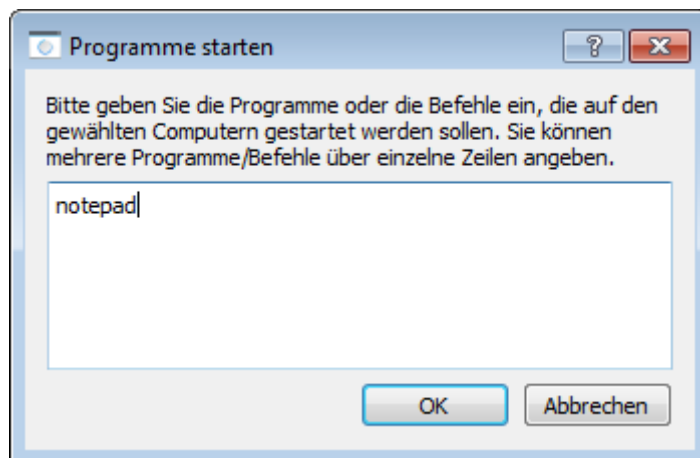 Programme starten
Bitte geben Sie die Programme oder die Befehle ein, die auf den
gewählten Computern gestartet werden sollen. Sie können
mehrere Programme/Befehle über einzelne Zeilen angeben.
notepad
OK Abbrechen